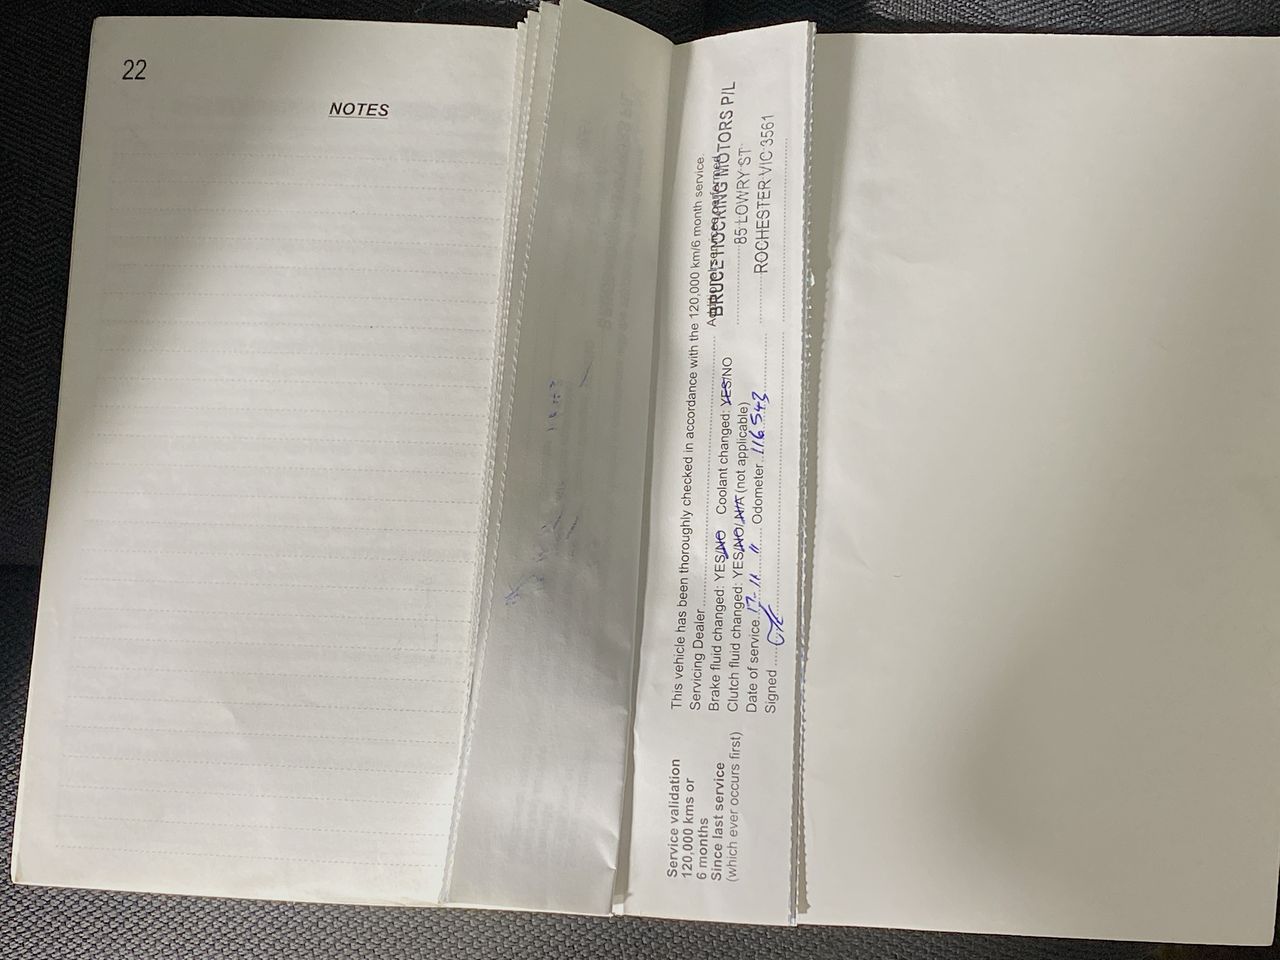 22
NOTES
Service validation
120,000 kms or
6 months
Since last service
(which ever occurs first)
This vehicle has been thoroughly checked in accordance with the 120,000 km/6 month service.
Servicing Dealer
Brake fluid changed: YES/NO Coolant changed: YES/NO
Clutch fluid changed: YES/NO/N/A (not applicable)
Date of service 17- 11 " Odometer 116543
Signed
Additional services performed
BRUCE HOCKING MOTORS P/L
85 LOWRY ST
ROCHESTER VIC 3561